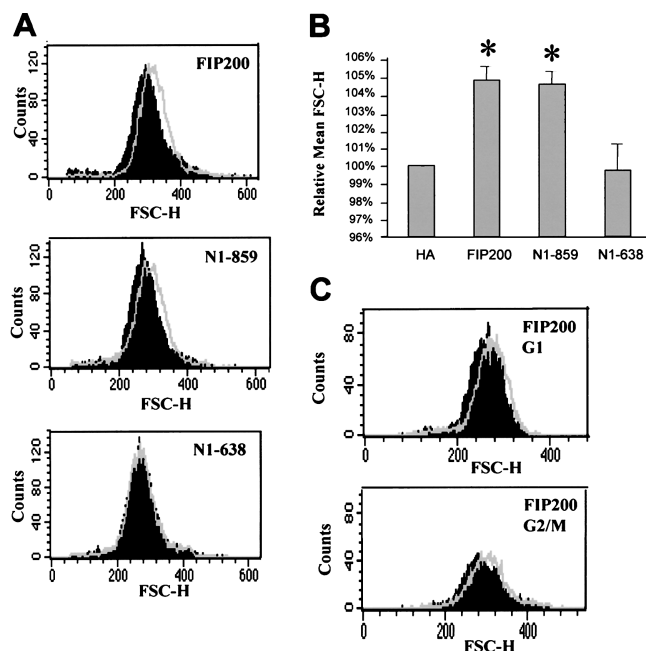 A
FIP200
120
80
40
0
Counts
0 200 400 600
FSC-H
N1-859
120
80
40
0
Counts
0 200 400 600
FSC-H
N1-638
120
80
40
0
Counts
0 200 400 600
FSC-H
B
Relative Mean FSC-H
106%
105%
104%
103%
102%
101%
100%
99%
98%
97%
96%
* *
HA FIP200 N1-859 N1-638
C
FIP200
G1
80
40
0
Counts
0 200 400
FSC-H
FIP200
G2/M
80
40
0
Counts
0 200 400
FSC-H